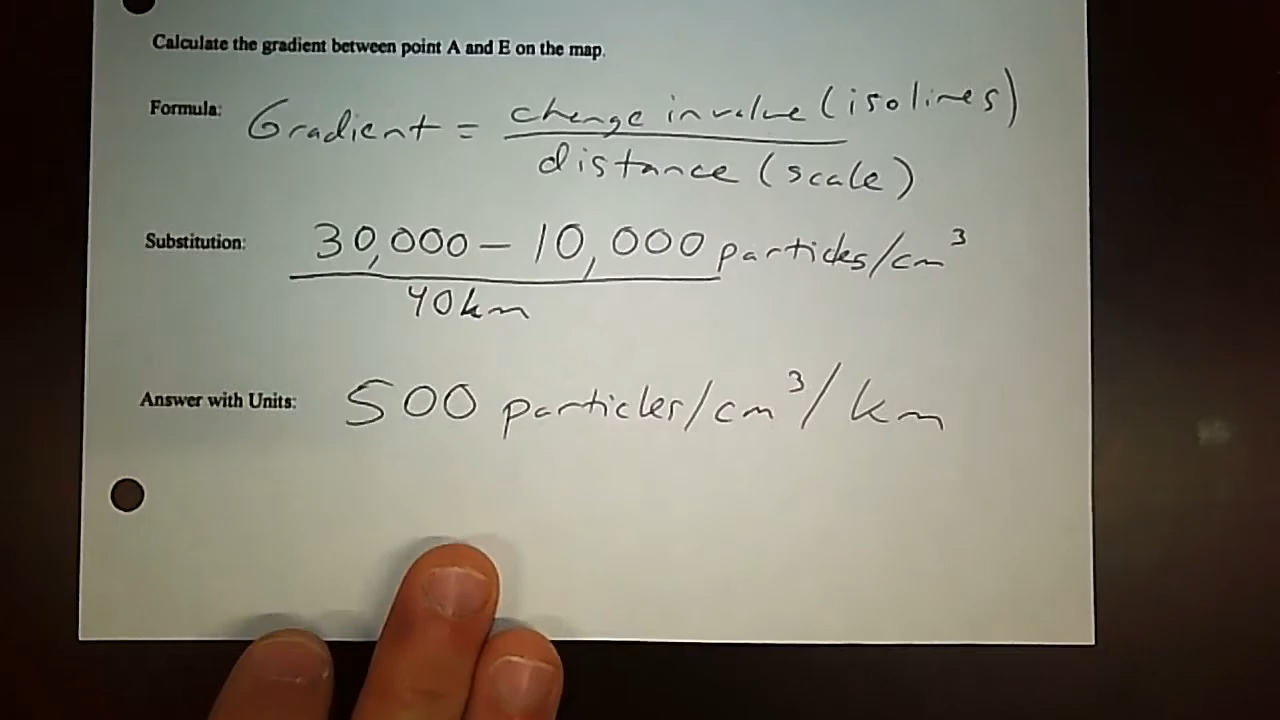 Calculate the gradient between point A and E on the map.
Formula: Gradient = change in value (isolines)
distance (scale)
Substitution: 30,000 - 10,000 particles/cm³
40km
Answer with Units: 500 particles/cm³/km